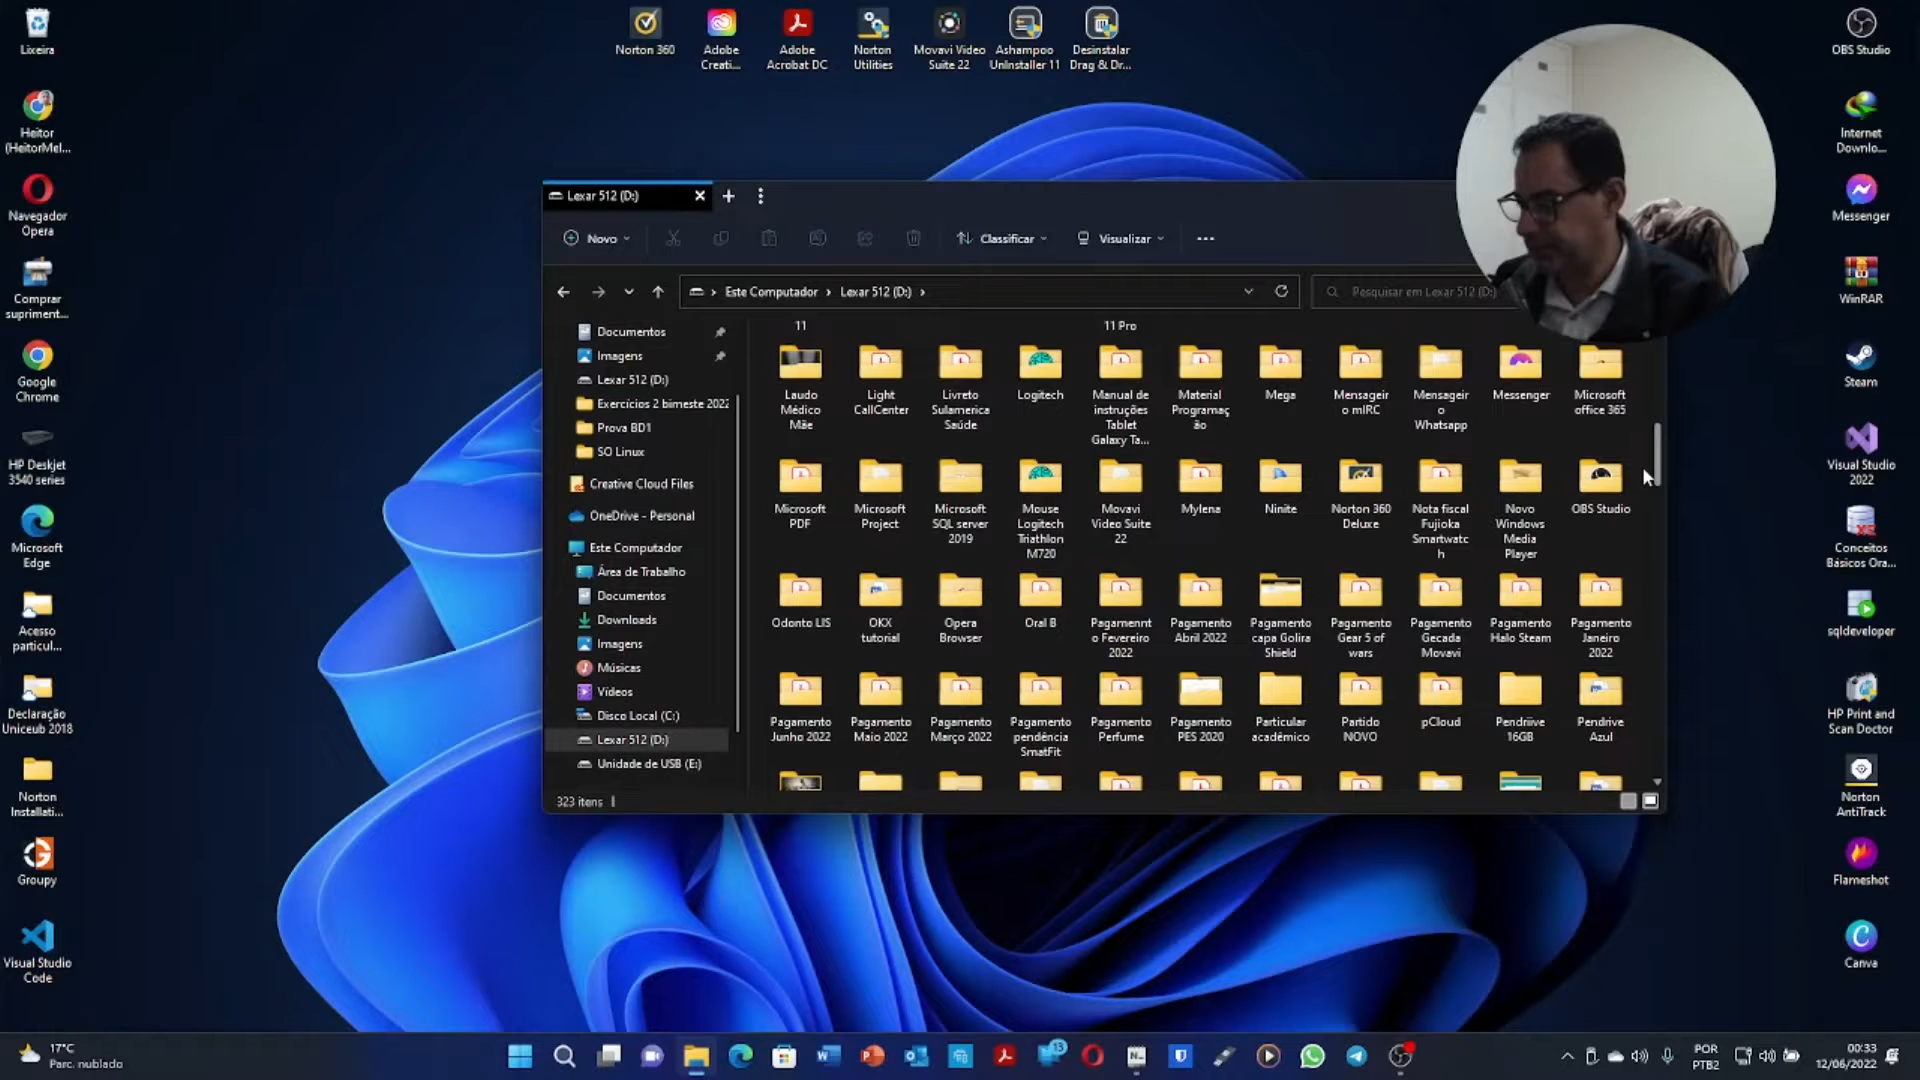 Lixeira
Heitor
(HeitorMel...
Navegador
Opera
Comprar
supriment...
Google
Chrome
HP Deskjet
3540 series
Microsoft
Edge
Acesso
particul...
Declaração
Uniceub 2018
Norton
Installati...
Groupy
Visual Studio
Code
Norton 360
Adobe
Creati...
Adobe
Acrobat DC
Norton
Utilities
Movavi Video
Suite 22
Ashampoo
UnInstaller 11
Desinstalar
Drag & Dr...
OBS Studio
Internet
Downlo...
Messenger
WinRAR
Steam
Visual Studio
2022
Conceitos
Básicos Ora...
sqldeveloper
HP Print and
Scan Doctor
Norton
AntiTrack
Flameshot
Canva
Lexar 512 (D:)
Novo
Classificar
Visualizar
Este Computador > Lexar 512 (D:) >
Pesquisar em Lexar 512 (D:)
Documentos
Imagens
Lexar 512 (D:)
Exercícios 2 bimeste 2022
Prova BD1
SO Linux
Creative Cloud Files
OneDrive - Personal
Este Computador
Área de Trabalho
Documentos
Downloads
Imagens
Músicas
Vídeos
Disco Local (C:)
Lexar 512 (D:)
Unidade de USB (E:)
11
11 Pro
Laudo
Médico
Mãe
Light
CallCenter
Livreto
Sulamerica
Saúde
Logitech
Manual de
instruções
Tablet
Galaxy Ta...
Material
Programaç
ão
Mega
Mensageir
o mIRC
Mensageir
o
Whatsapp
Messenger
Microsoft
office 365
Microsoft
PDF
Microsoft
Project
Microsoft
SQL server
2019
Mouse
Logitech
Triathlon
M720
Movavi
Video Suite
22
Mylena
Ninite
Norton 360
Deluxe
Nota fiscal
Fujioka
Smartwatc
h
Novo
Windows
Media
Player
OBS Studio
Odonto LIS
OKX
tutorial
Opera
Browser
Oral B
Pagamennt
o Fevereiro
2022
Pagamento
Abril 2022
Pagamento
capa Golira
Shield
Pagamento
Gear 5 of
wars
Pagamento
Gecada
Movavi
Pagamento
Halo Steam
Pagamento
Janeiro
2022
Pagamento
Junho 2022
Pagamento
Maio 2022
Pagamento
Março 2022
Pagamento
pendência
SmatFit
Pagamento
Perfume
Pagamento
PES 2020
Particular
acadêmico
Partido
NOVO
pCloud
Pendriive
16GB
Pendrive
Azul
323 itens
17°C
Parc. nublado
13
POR
PTB2
00:33
12/06/2022